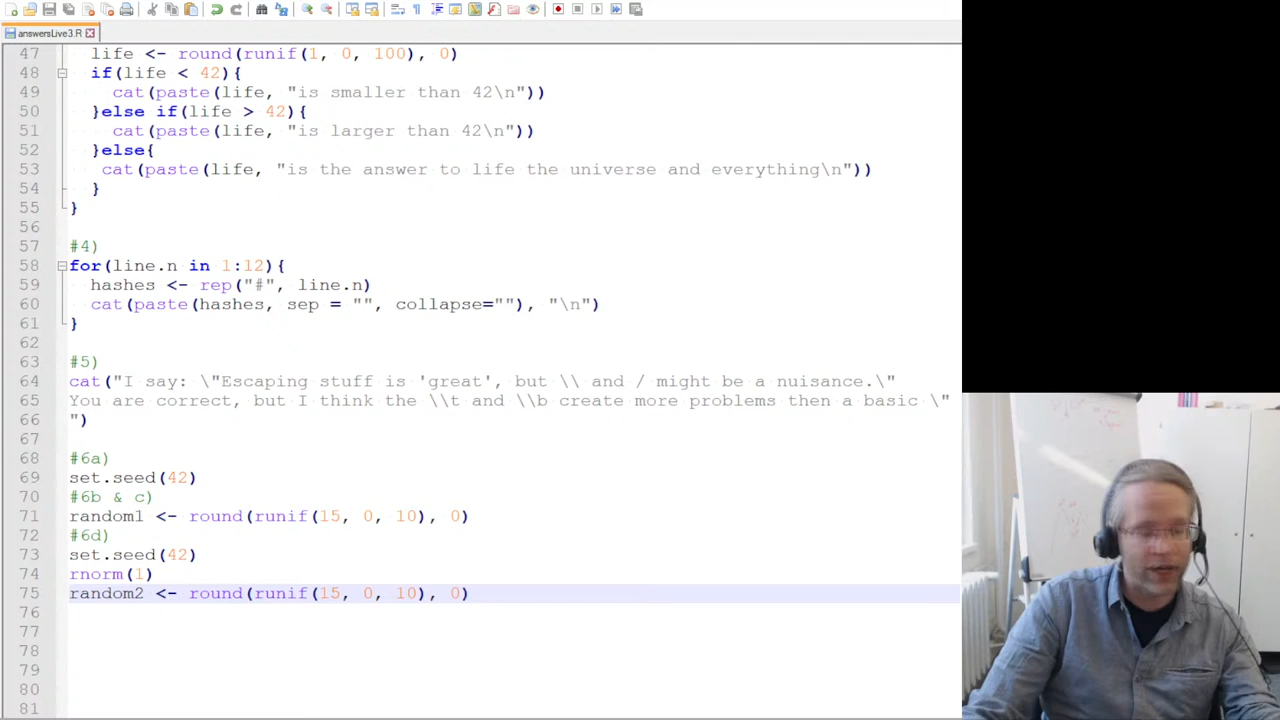 answersLive3.R
47 life <- round(runif(1, 0, 100), 0)
48 if(life < 42){
49 cat(paste(life, "is smaller than 42\n"))
50 }else if(life > 42){
51 cat(paste(life, "is larger than 42\n"))
52 }else{
53 cat(paste(life, "is the answer to life the universe and everything\n"))
54 }
55 }
56
57 #4)
58 for(line.n in 1:12){
59 hashes <- rep("#", line.n)
60 cat(paste(hashes, sep = "", collapse=""), "\n")
61 }
62
63 #5)
64 cat("I say: \"Escaping stuff is 'great', but \\ and / might be a nuisance.\"
65 You are correct, but I think the \\t and \\b create more problems then a basic \"
66 ")
67
68 #6a)
69 set.seed(42)
70 #6b & c)
71 random1 <- round(runif(15, 0, 10), 0)
72 #6d)
73 set.seed(42)
74 rnorm(1)
75 random2 <- round(runif(15, 0, 10), 0)
76
77
78
79
80
81